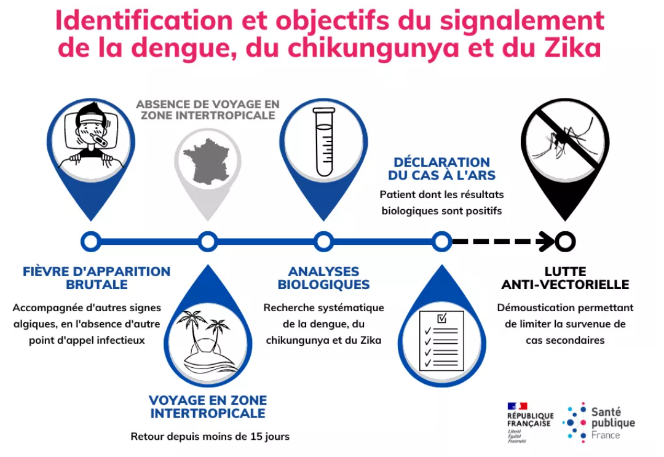 Identification et objectifs du signalement
de la dengue, du chikungunya et du Zika
ABSENCE DE VOYAGE EN
ZONE INTERTROPICALE
DÉCLARATION
DU CAS À L'ARS
Patient dont les résultats
biologiques sont positifs
FIÈVRE D'APPARITION
BRUTALE
Accompagnée d'autres signes
algiques, en l'absence d'autre
point d'appel infectieux
ANALYSES
BIOLOGIQUES
Recherche systématique
de la dengue, du
chikungunya et du Zika
LUTTE
ANTI-VECTORIELLE
Démoustication permettant
de limiter la survenue de
cas secondaires
VOYAGE EN ZONE
INTERTROPICALE
Retour depuis moins de 15 jours
RÉPUBLIQUE
FRANÇAISE
Liberté
Égalité
Fraternité
Santé
publique
France